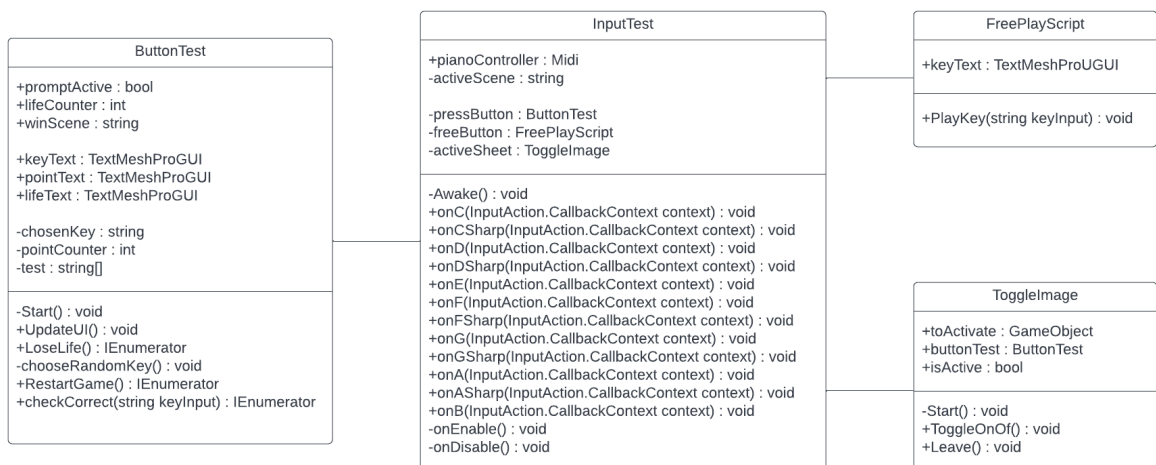 ButtonTest
+promptActive : bool
+lifeCounter : int
+winScene : string
+keyText : TextMeshProGUI
+pointText : TextMeshProGUI
+lifeText : TextMeshProGUI
-chosenKey : string
-pointCounter : int
-test : string[]
-Start() : void
+UpdateUI() : void
+LoseLife() : IEnumerator
-chooseRandomKey() : void
+RestartGame() : IEnumerator
+checkCorrect(string keyInput) : IEnumerator
InputTest
+pianoController : Midi
-activeScene : string
-pressButton : ButtonTest
-freeButton : FreePlayScript
-activeSheet : ToggleImage
-Awake() : void
+onC(InputAction.CallbackContext context) : void
+onCSharp(InputAction.CallbackContext context) : void
+onD(InputAction.CallbackContext context) : void
+onDSharp(InputAction.CallbackContext context) : void
+onE(InputAction.CallbackContext context) : void
+onF(InputAction.CallbackContext context) : void
+onFSharp(InputAction.CallbackContext context) : void
+onG(InputAction.CallbackContext context) : void
+onGSharp(InputAction.CallbackContext context) : void
+onA(InputAction.CallbackContext context) : void
+onASharp(InputAction.CallbackContext context) : void
+onB(InputAction.CallbackContext context) : void
-onEnable() : void
-onDisable() : void
FreePlayScript
+keyText : TextMeshProUGUI
+PlayKey(string keyInput) : void
ToggleImage
+toActivate : GameObject
+buttonTest : ButtonTest
+isActive : bool
-Start() : void
+ToggleOnOf() : void
+Leave() : void